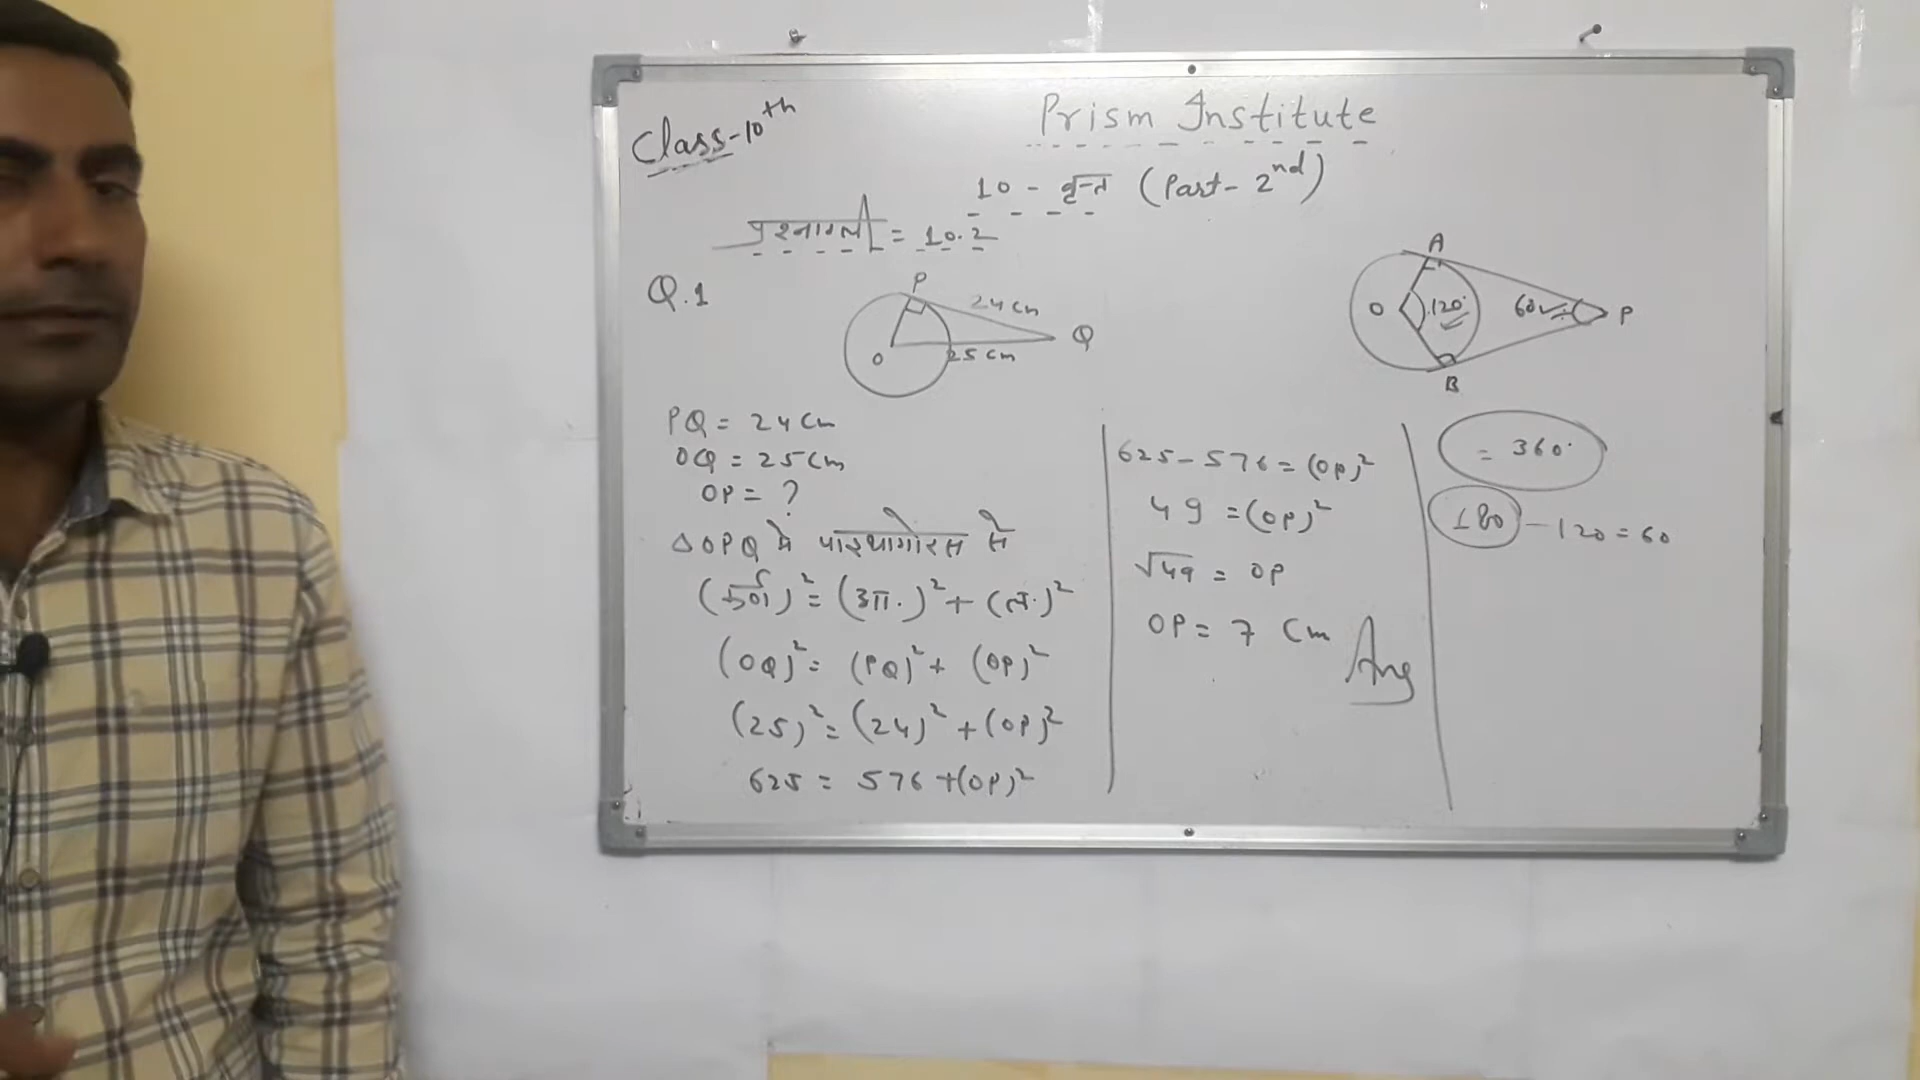 Class-10th
Prism Institute
10 - वृत्त (Part- 2nd)
प्रश्नावली = 10.2
Q.1
P
24 cm
Q
25 cm
O
A
O
120°
60
P
B
PQ = 24 Cm
OQ = 25 Cm
OP = ?
△OPQ में पाइथागोरस से
(कर्ण)² = (आ.)² + (ल.)²
(OQ)² = (PQ)² + (OP)²
(25)² = (24)² + (OP)²
625 = 576 + (OP)²
625 - 576 = (OP)²
49 = (OP)²
√49 = OP
OP = 7 Cm Ans
= 360°
180 - 120 = 60